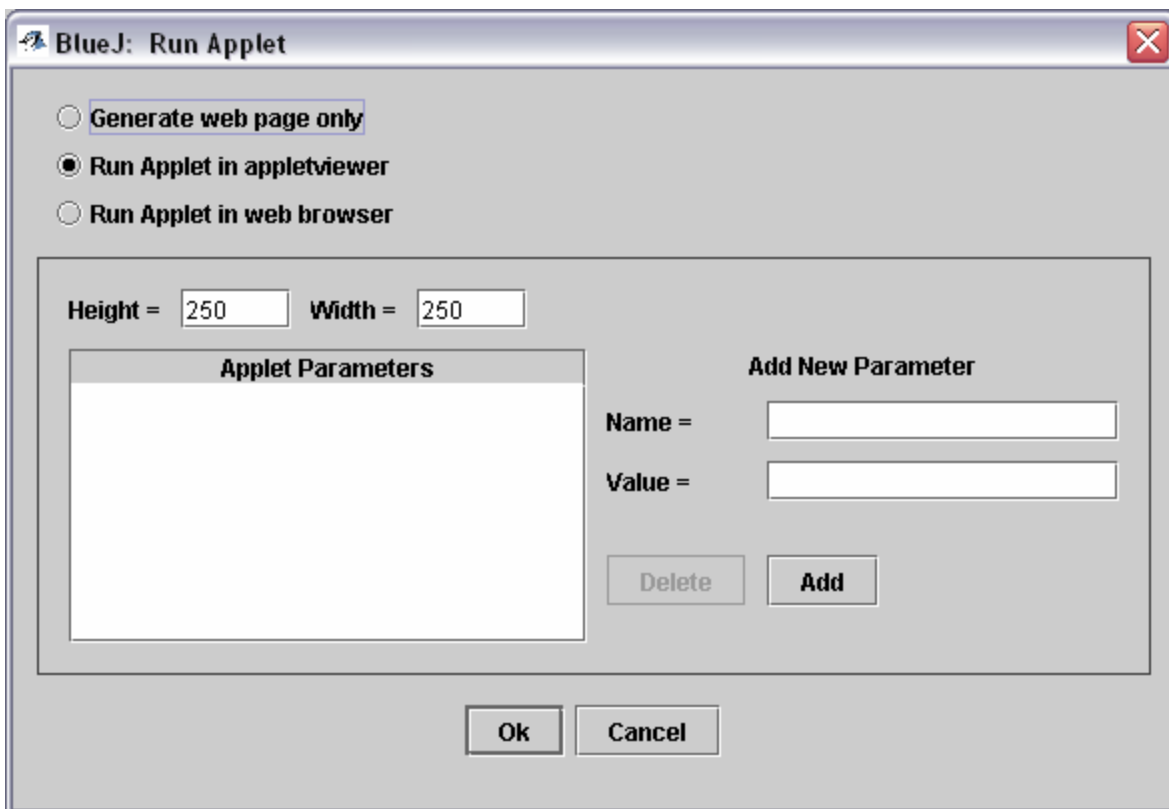 BlueJ: Run Applet
Generate web page only
Run Applet in appletviewer
Run Applet in web browser
Height = 250 Width = 250
Applet Parameters
Add New Parameter
Name =
Value =
Delete Add
Ok Cancel